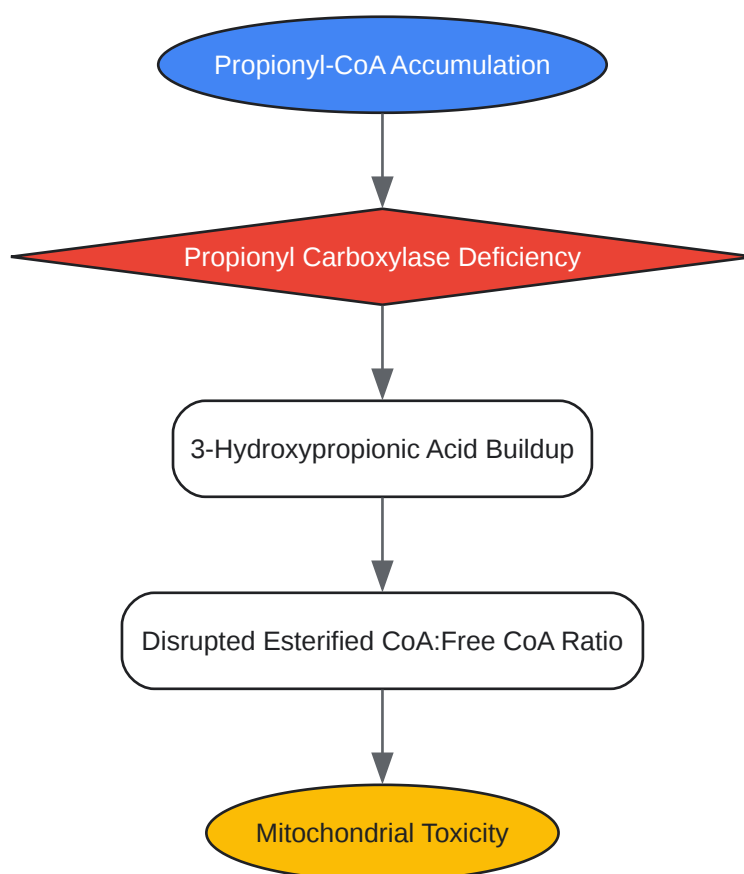 Propionyl-CoA Accumulation
Propionyl Carboxylase Deficiency
3-Hydroxypropionic Acid Buildup
Disrupted Esterified CoA:Free CoA Ratio
Mitochondrial Toxicity